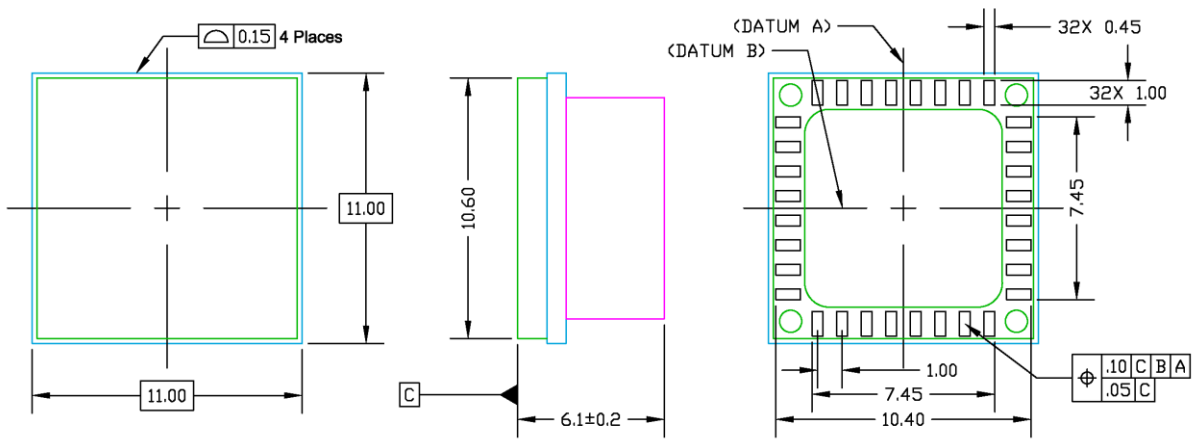 0.15 4 Places
11.00
11.00
10.60
C
6.1±0.2
(DATUM A)
(DATUM B)
32X 0.45
32X 1.00
7.45
1.00
7.45
10.40
.10 C B A
.05 C